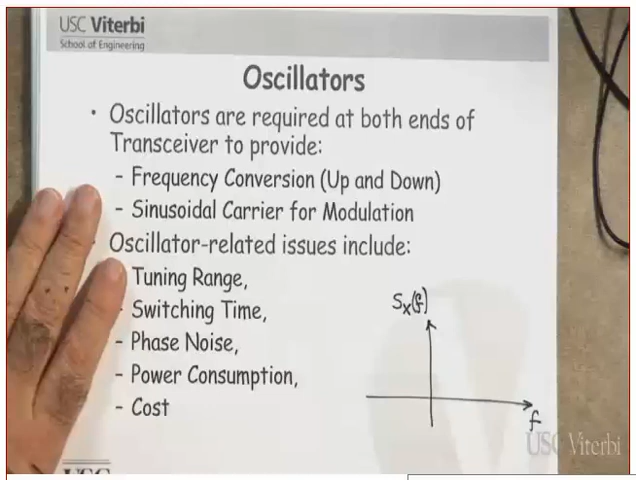 USC Viterbi
School of Engineering
Oscillators
• Oscillators are required at both ends of
Transceiver to provide:
- Frequency Conversion (Up and Down)
- Sinusoidal Carrier for Modulation
Oscillator-related issues include:
Tuning Range,
- Switching Time,
- Phase Noise,
- Power Consumption,
- Cost
Sx(f)
f
USC Viterbi
USC